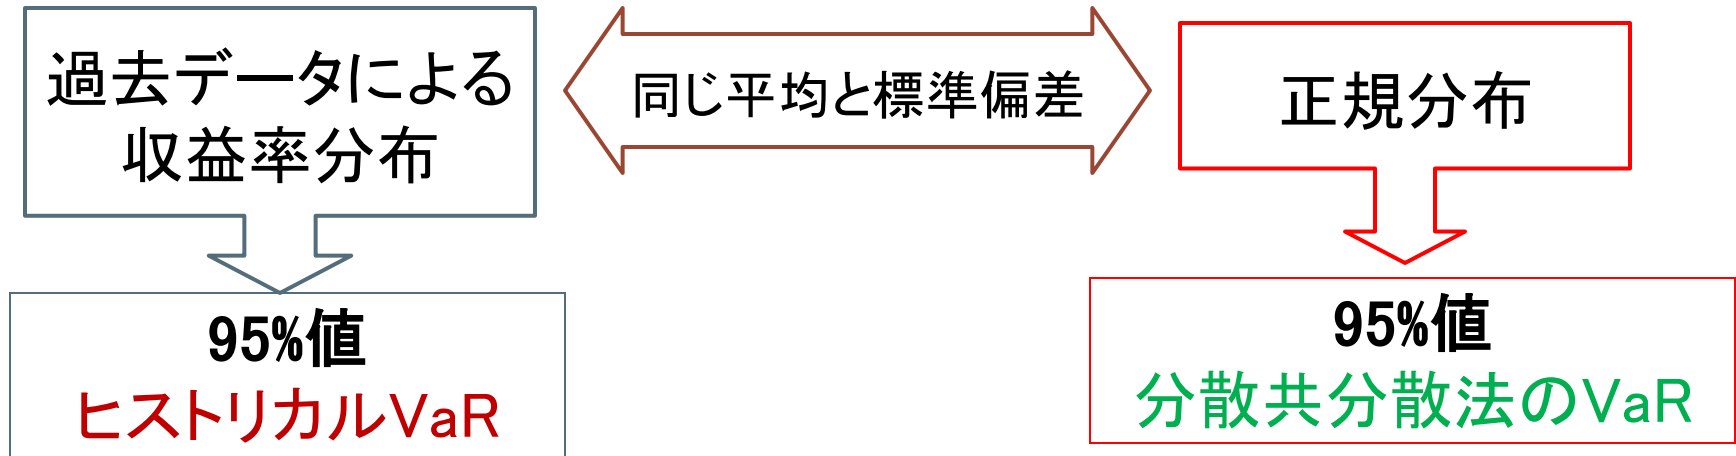 過去データによる
収益率分布
同じ平均と標準偏差
正規分布
95%値
ヒストリカルVaR
95%値
分散共分散法のVaR